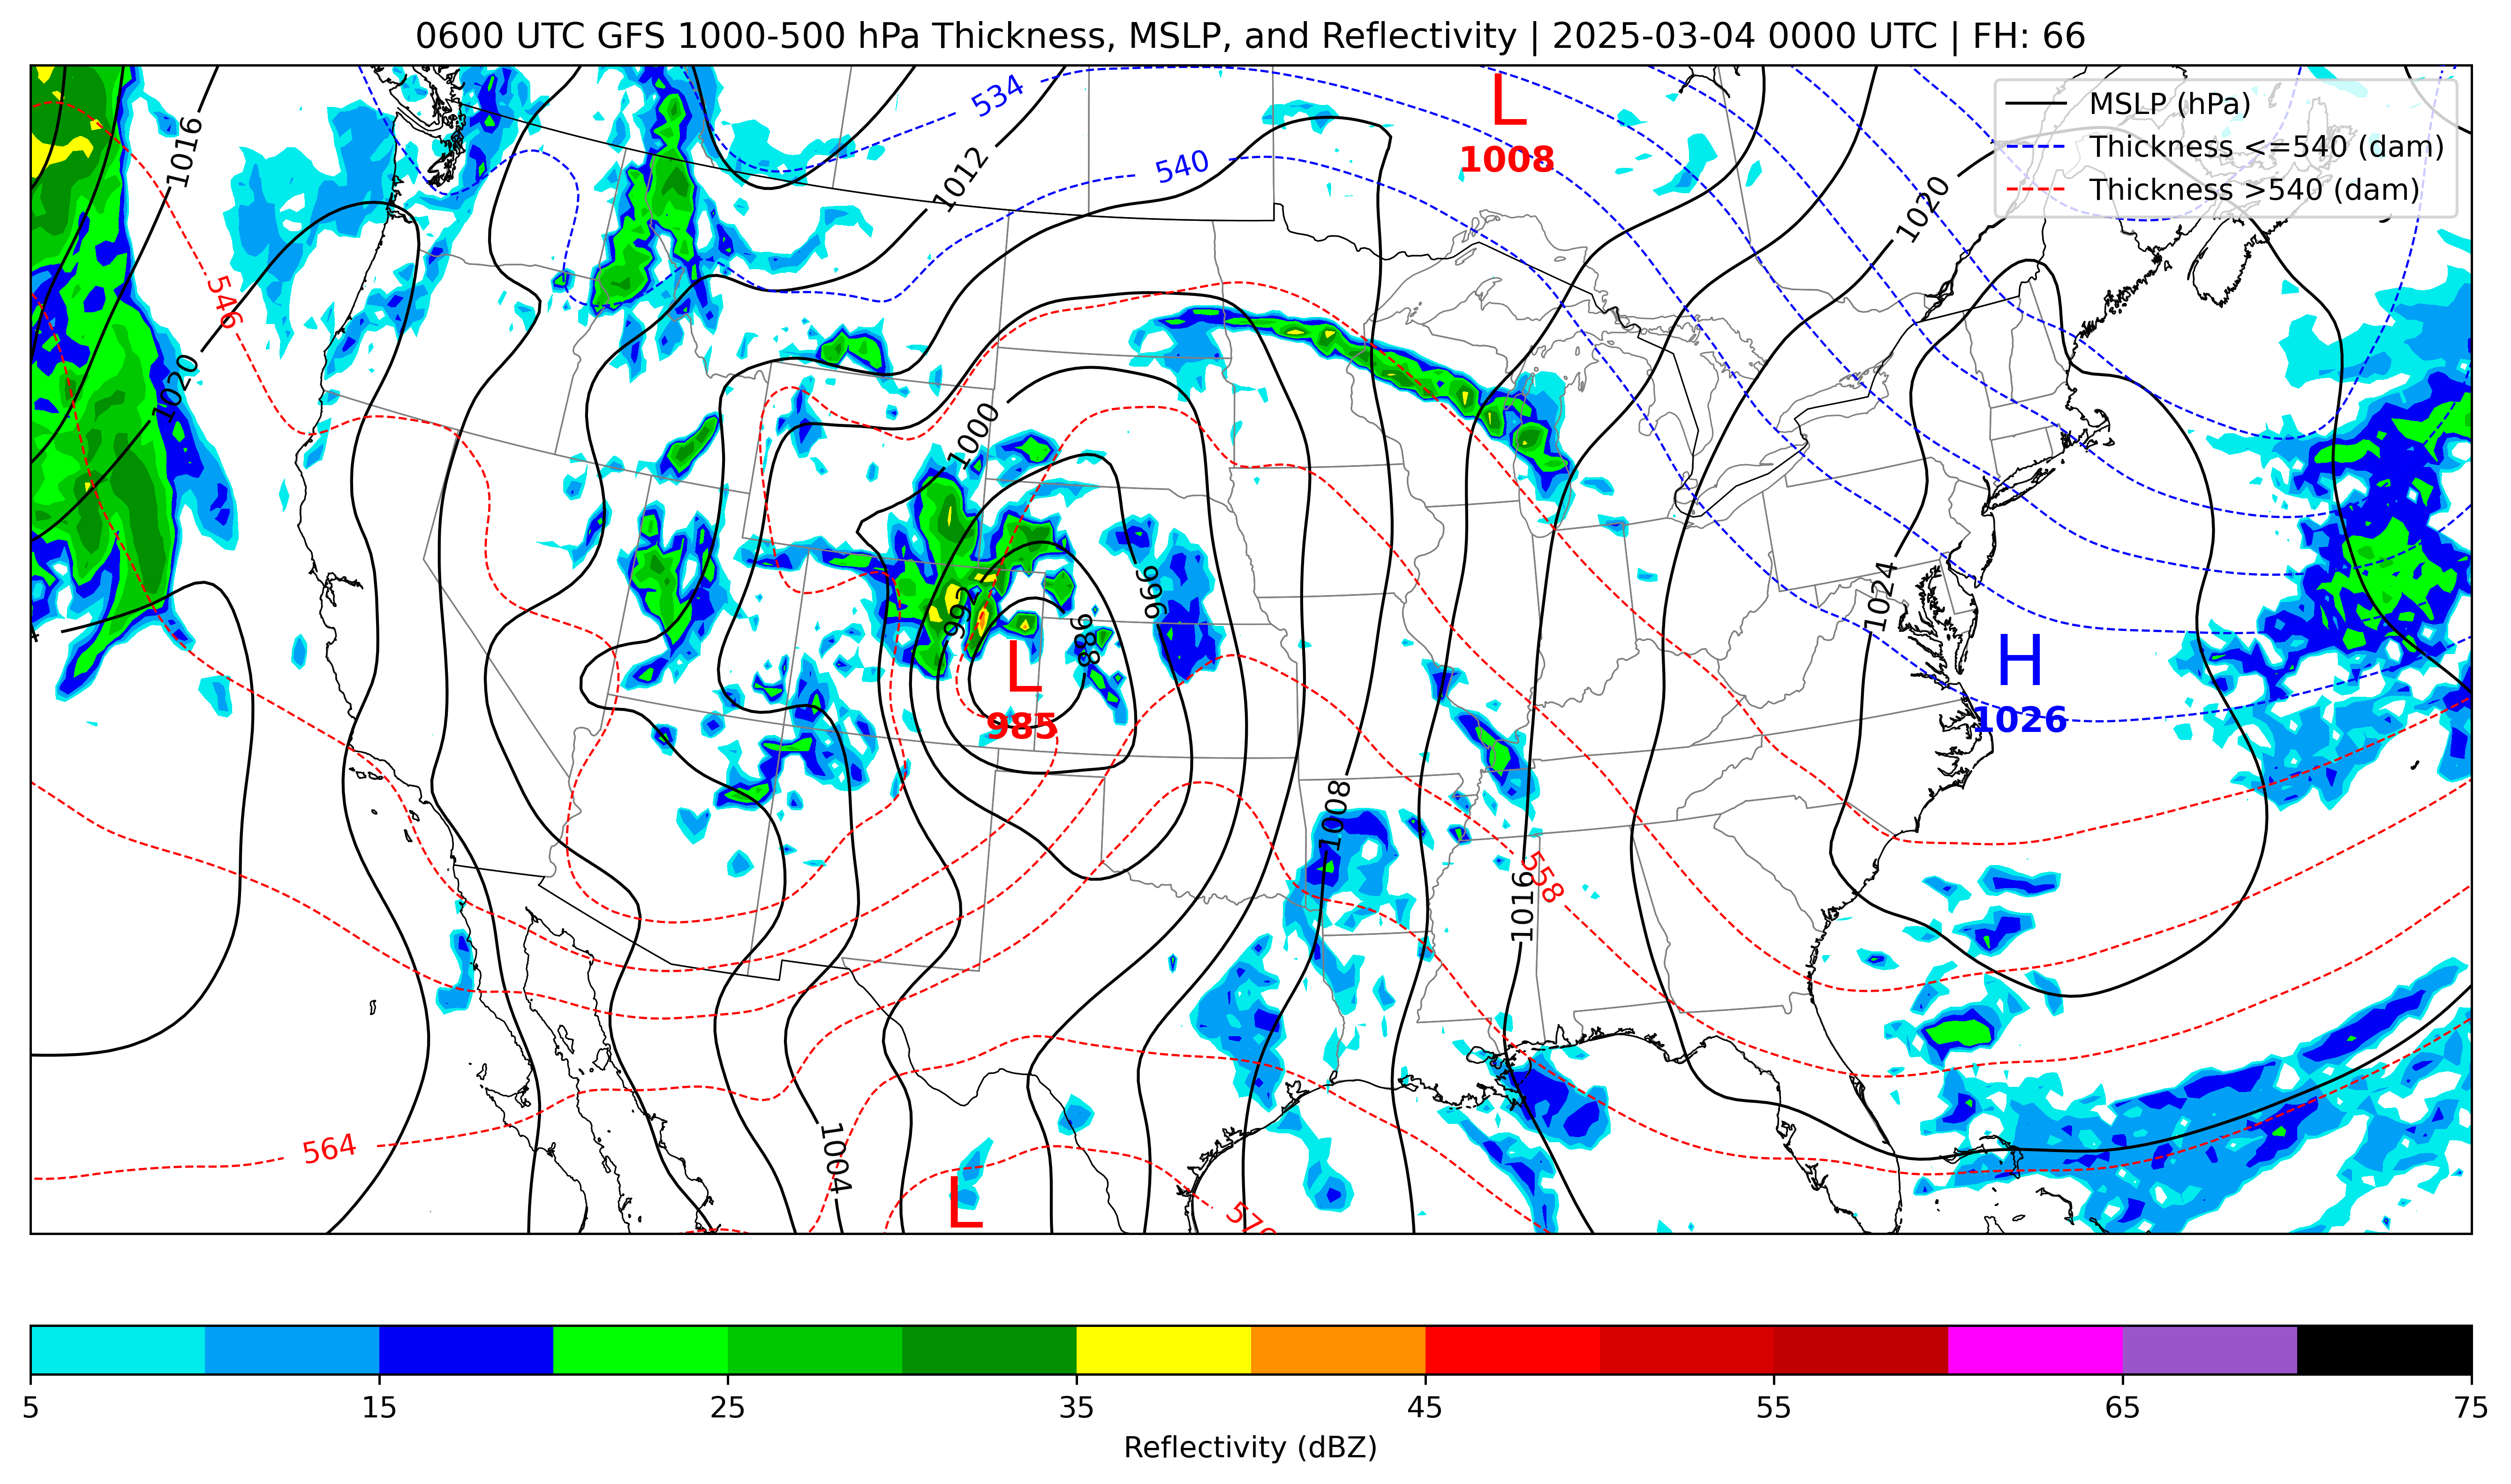 0600 UTC GFS 1000-500 hPa Thickness, MSLP, and Reflectivity | 2025-03-04 0000 UTC | FH: 66
MSLP (hPa)
Thickness <=540 (dam)
Thickness >540 (dam)
534
L
1008
1016
540
1012
1020
546
1020
1000
996
1024
992
988
L
985
H
1026
1008
558
1016
564
1004
L
570
5 15 25 35 45 55 65 75
Reflectivity (dBZ)